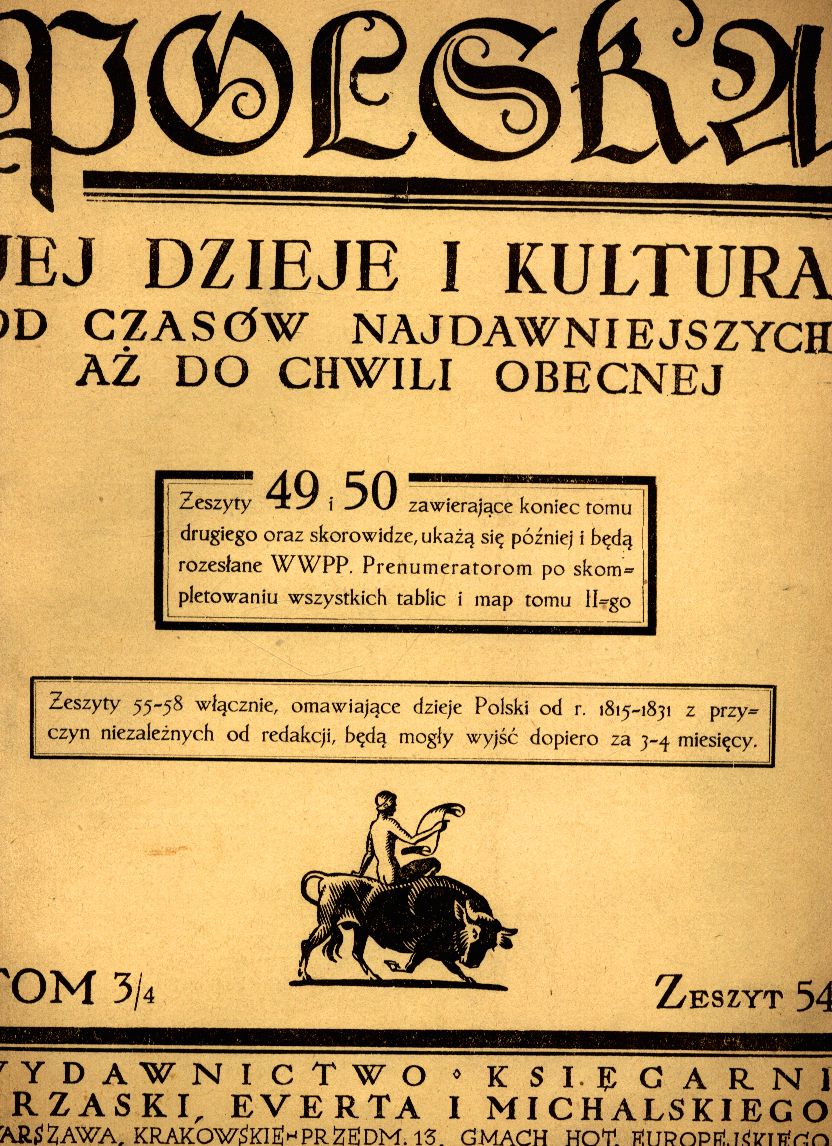 POLSKA
JEJ DZIEJE I KULTURA
OD CZASÓW NAJDAWNIEJSZYCH
AŻ DO CHWILI OBECNEJ
Zeszyty 49 i 50 zawierające koniec tomu
drugiego oraz skorowidze, ukażą się później i będą
rozesłane WWPP. Prenumeratorom po skom=
pletowaniu wszystkich tablic i map tomu II=go
Zeszyty 55-58 włącznie, omawiające dzieje Polski od r. 1815-1831 z przy=
czyn niezależnych od redakcji, będą mogły wyjść dopiero za 3-4 miesięcy.
TOM 3/4
ZESZYT 54
WYDAWNICTWO ⬦ KSIĘGARNI
TRZASKI, EVERTA I MICHALSKIEGO
WARSZAWA, KRAKOWSKIE-PRZEDM. 13, GMACH HOT. EUROPEJSKIEGO